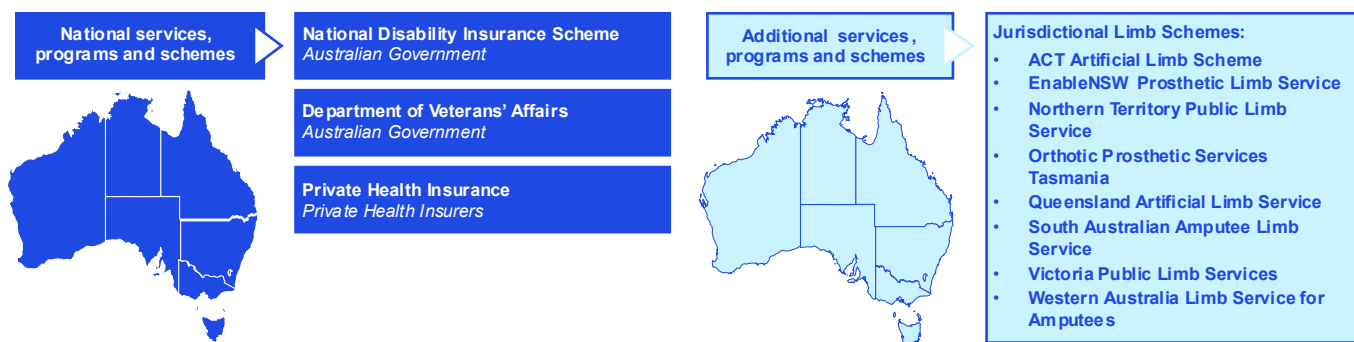 National services,
programs and schemes
National Disability Insurance Scheme
Australian Government
Department of Veterans' Affairs
Australian Government
Private Health Insurance
Private Health Insurers
Additional services,
programs and schemes
Jurisdictional Limb Schemes:
• ACT Artificial Limb Scheme
• EnableNSW Prosthetic Limb Service
• Northern Territory Public Limb
Service
• Orthotic Prosthetic Services
Tasmania
• Queensland Artificial Limb Service
• South Australian Amputee Limb
Service
• Victoria Public Limb Services
• Western Australia Limb Service for
Amputees